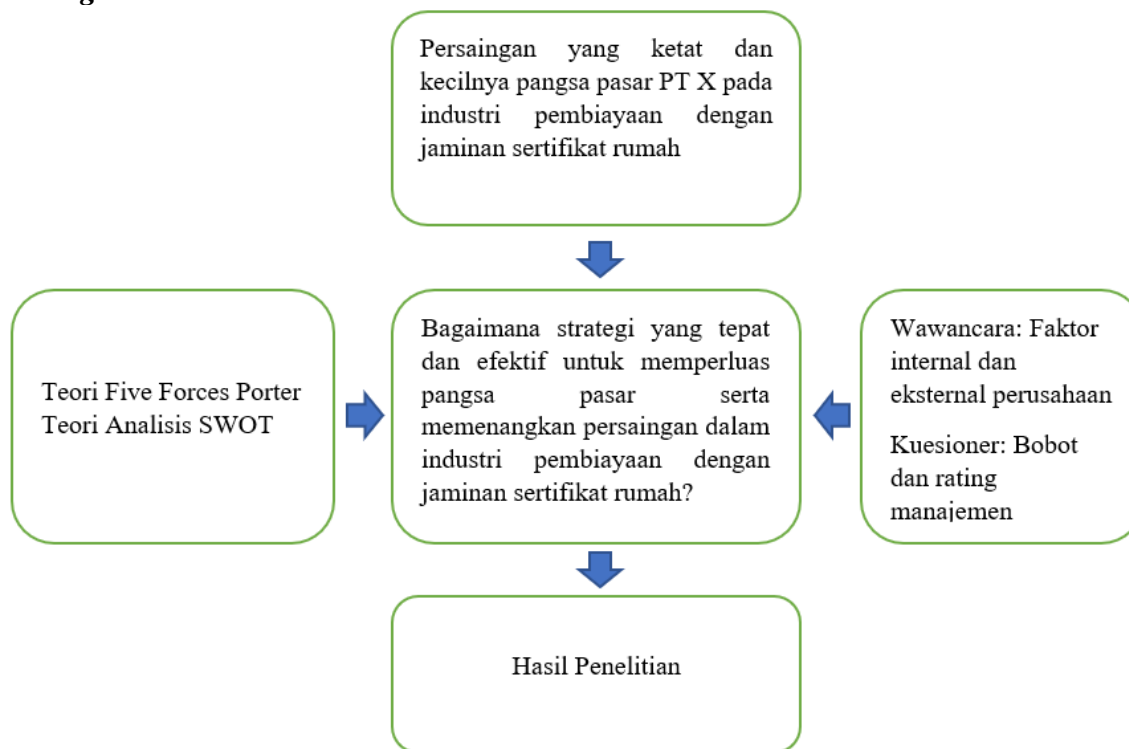 Persaingan yang ketat dan
kecilnya pangsa pasar PT X pada
industri pembiayaan dengan
jaminan sertifikat rumah
Teori Five Forces Porter
Teori Analisis SWOT
Bagaimana strategi yang tepat
dan efektif untuk memperluas
pangsa pasar serta
memenangkan persaingan dalam
industri pembiayaan dengan
jaminan sertifikat rumah?
Wawancara: Faktor
internal dan
eksternal perusahaan
Kuesioner: Bobot
dan rating
manajemen
Hasil Penelitian